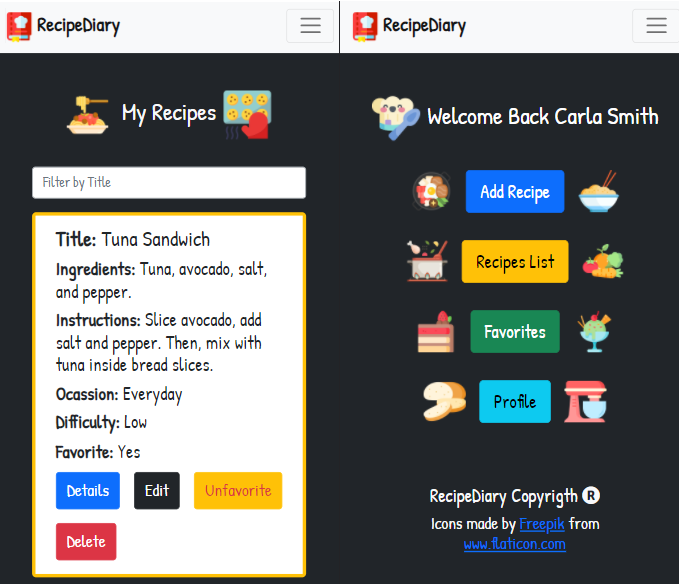 RecipeDiary
My Recipes
Filter by Title
Title: Tuna Sandwich
Ingredients: Tuna, avocado, salt,
and pepper.
Instructions: Slice avocado, add
salt and pepper. Then, mix with
tuna inside bread slices.
Ocassion: Everyday
Difficulty: Low
Favorite: Yes
Details
Edit
Unfavorite
Delete
RecipeDiary
Welcome Back Carla Smith
Add Recipe
Recipes List
Favorites
Profile
RecipeDiary Copyrigth ®
Icons made by Freepik from
www.flaticon.com